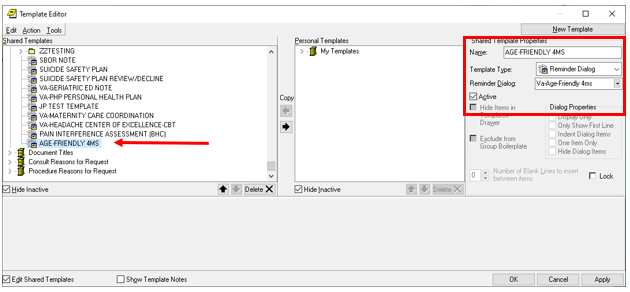 Template Editor
Edit Action Tools
New Template
Shared Templates
Personal Templates
Shared Template Properties
ZZTESTING
SBOR NOTE
SUICIDE SAFETY PLAN
SUICIDE SAFETY PLAN REVIEW/DECLINE
VA-GERIATRIC ED NOTE
VA-PHP PERSONAL HEALTH PLAN
JP TEST TEMPLATE
VA-MATERNITY CARE COORDINATION
VA-HEADACHE CENTER OF EXCELLENCE-CBT
PAIN INTERFERENCE ASSESSMENT (BHC)
AGE-FRIENDLY 4MS
Document Titles
Consult Reasons for Request
Procedure Reasons for Request
My Templates
Copy
Name: AGE-FRIENDLY 4MS
Template Type: Reminder Dialog
Reminder Dialog: Va-Age-Friendly 4ms
Active
Hide Items in
Templates
Drawer
Exclude from
Group Boilerplate
Dialog Properties
Display Only
Only Show First Line
Indent Dialog Items
One Item Only
Hide Dialog Items
0 Number of Blank Lines to insert
between items
Lock
Hide Inactive
Delete
Hide Inactive
Delete
Edit Shared Templates
Show Template Notes
OK
Cancel
Apply